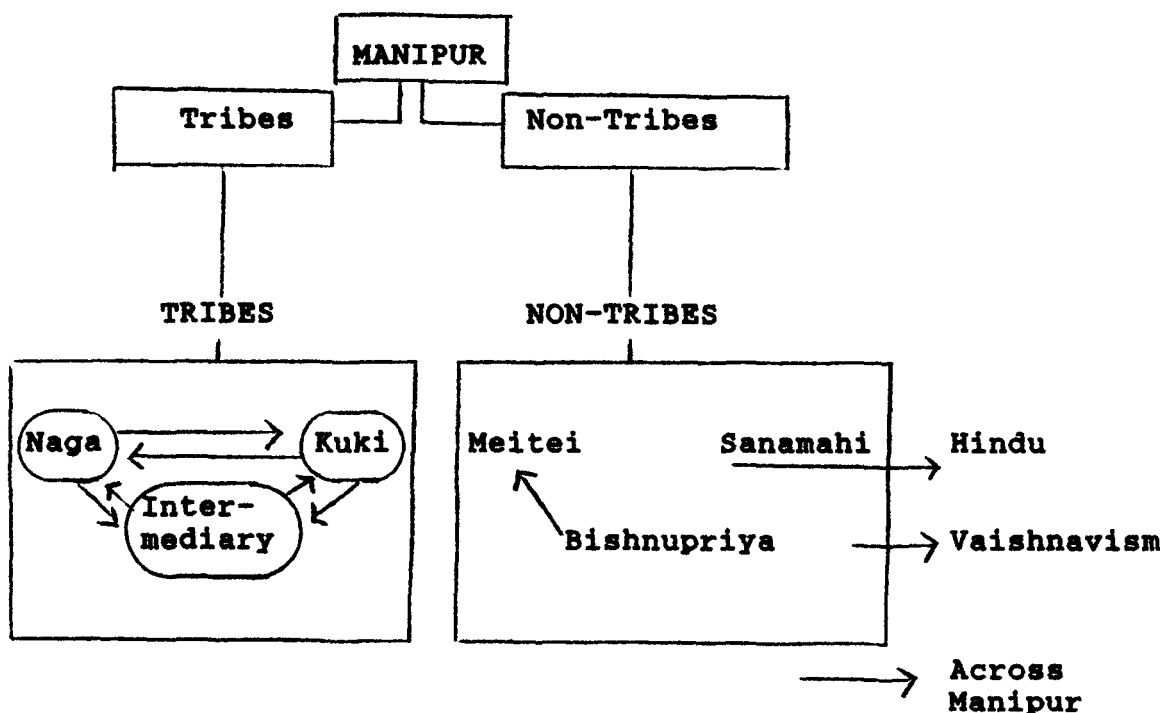 MANIPUR
Tribes
Non-Tribes
TRIBES
NON-TRIBES
Naga
Kuki
Inter-
mediary
Meitei
Sanamahi
Hindu
Bishnupriya
Vaishnavism
Across
Manipur